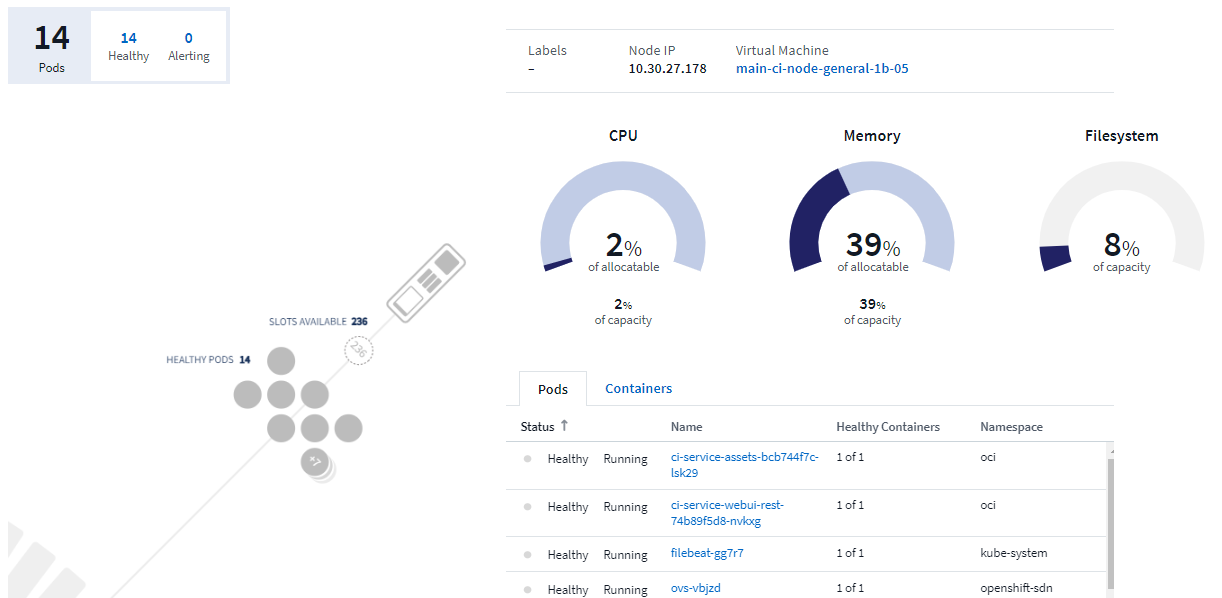 14
Pods
14
Healthy
0
Alerting
Labels
–
Node IP
10.30.27.178
Virtual Machine
main-ci-node-general-1b-05
CPU
2%
of allocatable
2%
of capacity
Memory
39%
of allocatable
39%
of capacity
Filesystem
8%
of capacity
SLOTS AVAILABLE 236
236
HEALTHY PODS 14
+7
Pods Containers
Status ↑ Name Healthy Containers Namespace
Healthy Running ci-service-assets-bcb744f7c- 1 of 1 oci
lsk29
Healthy Running ci-service-webui-rest- 1 of 1 oci
74b89f5d8-nvkxg
Healthy Running filebeat-gg7r7 1 of 1 kube-system
Healthy Running ovs-vbjzd 1 of 1 openshift-sdn